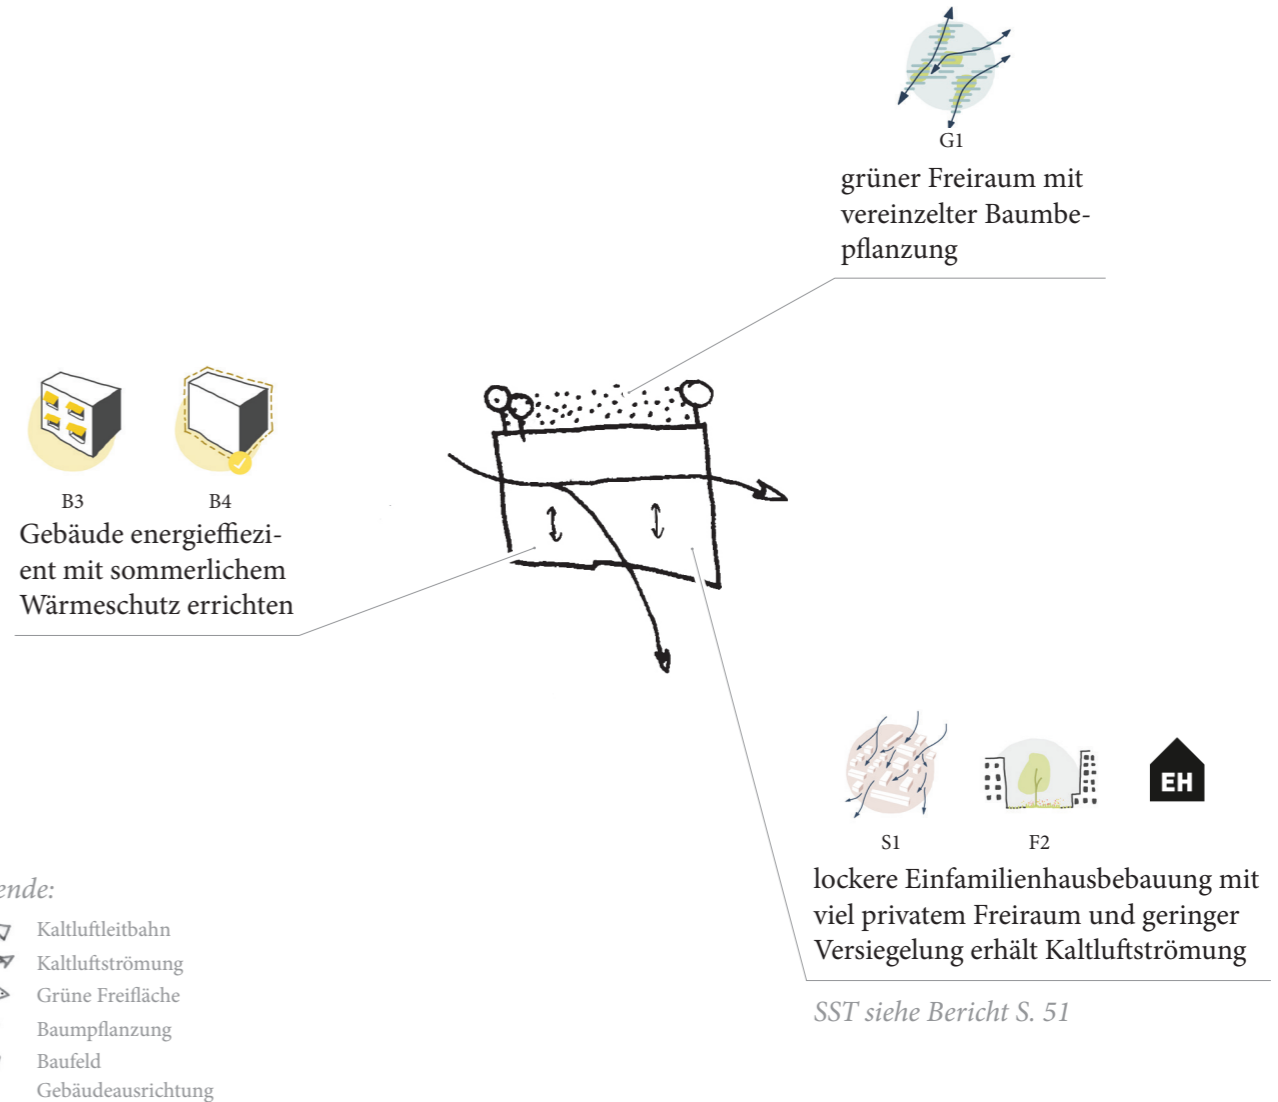 G1
grüner Freiraum mit
vereinzelter Baumbe-
pflanzung
B3
B4
Gebäude energieffiezi-
ent mit sommerlichem
Wärmeschutz errichten
EH
S1
F2
lockere Einfamilienhausbebauung mit
viel privatem Freiraum und geringer
Versiegelung erhält Kaltluftströmung
SST siehe Bericht S. 51
ende:
Kaltluftleitbahn
Kaltluftströmung
Grüne Freifläche
Baumpflanzung
Baufeld
Gebäudeausrichtung